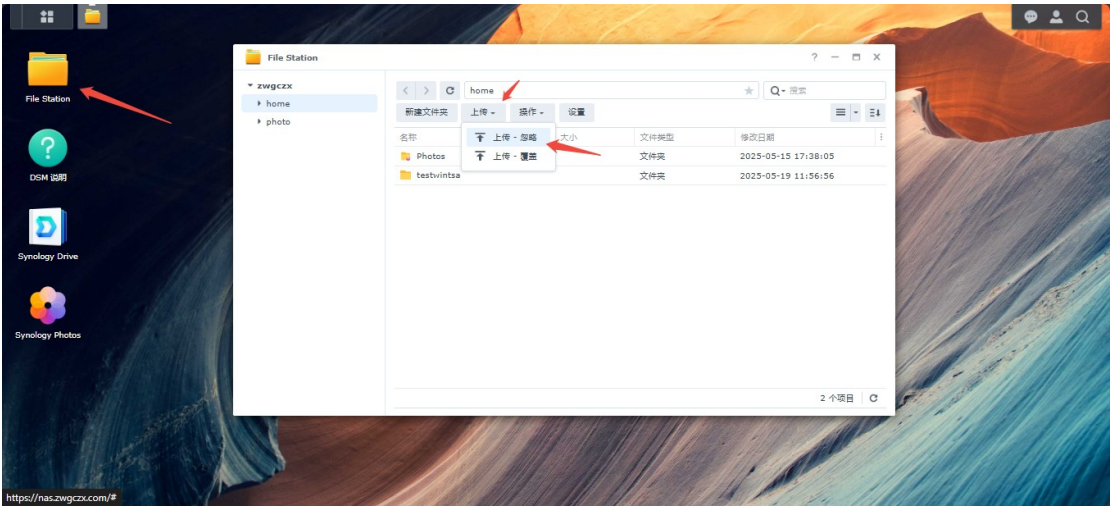 File Station
DSM 说明
Synology Drive
Synology Photos
File Station
zwgczx
home
photo
home
搜索
新建文件夹
上传
操作
设置
名称
大小
文件类型
修改日期
上传 - 忽略
上传 - 覆盖
Photos
文件夹
2025-05-15 17:38:05
testwintsa
文件夹
2025-05-19 11:56:56
2 个项目
https://nas.zwgczx.com/#